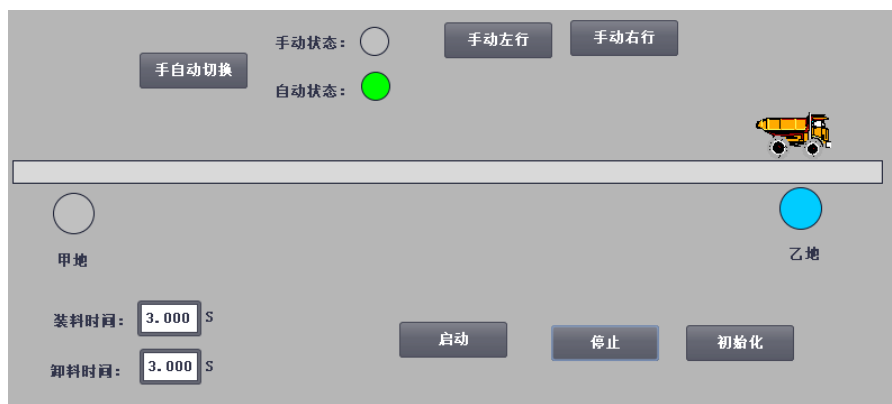 手动状态：
手动左行
手动右行
手自动切换
自动状态：
甲地
乙地
装料时间： 3.000 S
启动
停止
初始化
卸料时间： 3.000 S